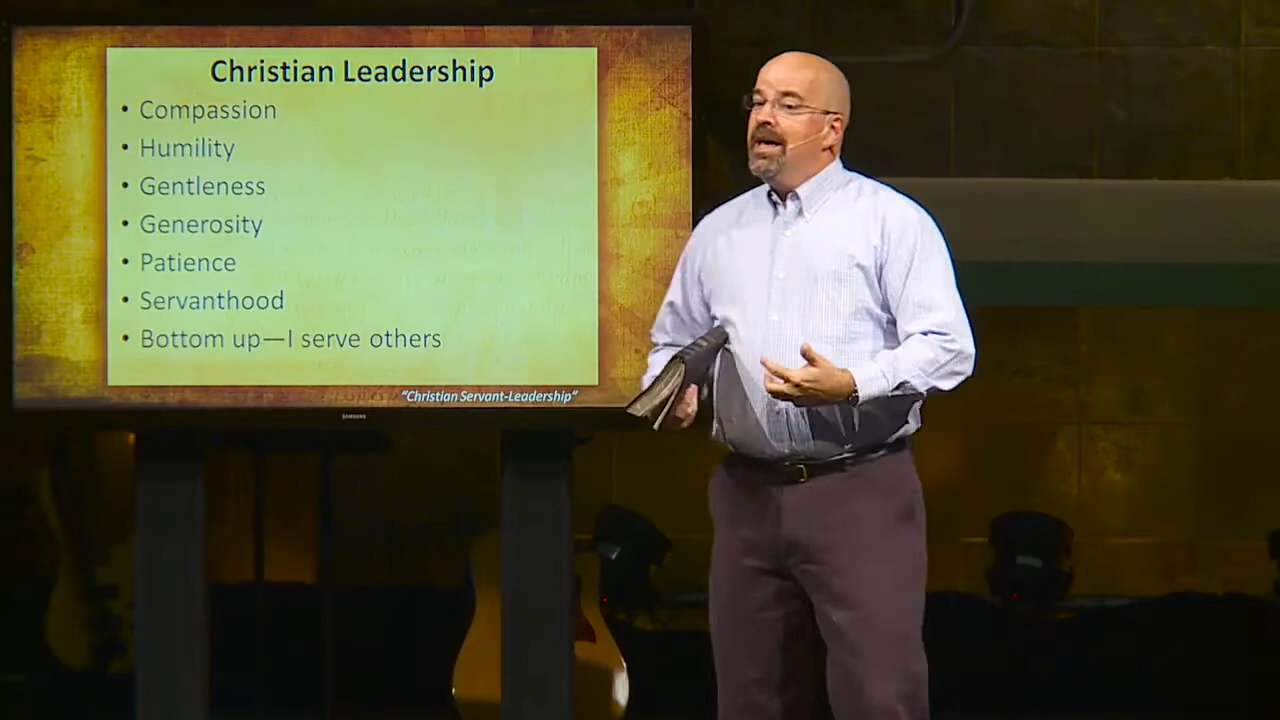 Christian Leadership
• Compassion
• Humility
• Gentleness
• Generosity
• Patience
• Servanthood
• Bottom up—I serve others
"Christian Servant-Leadership"
SAMSUNG